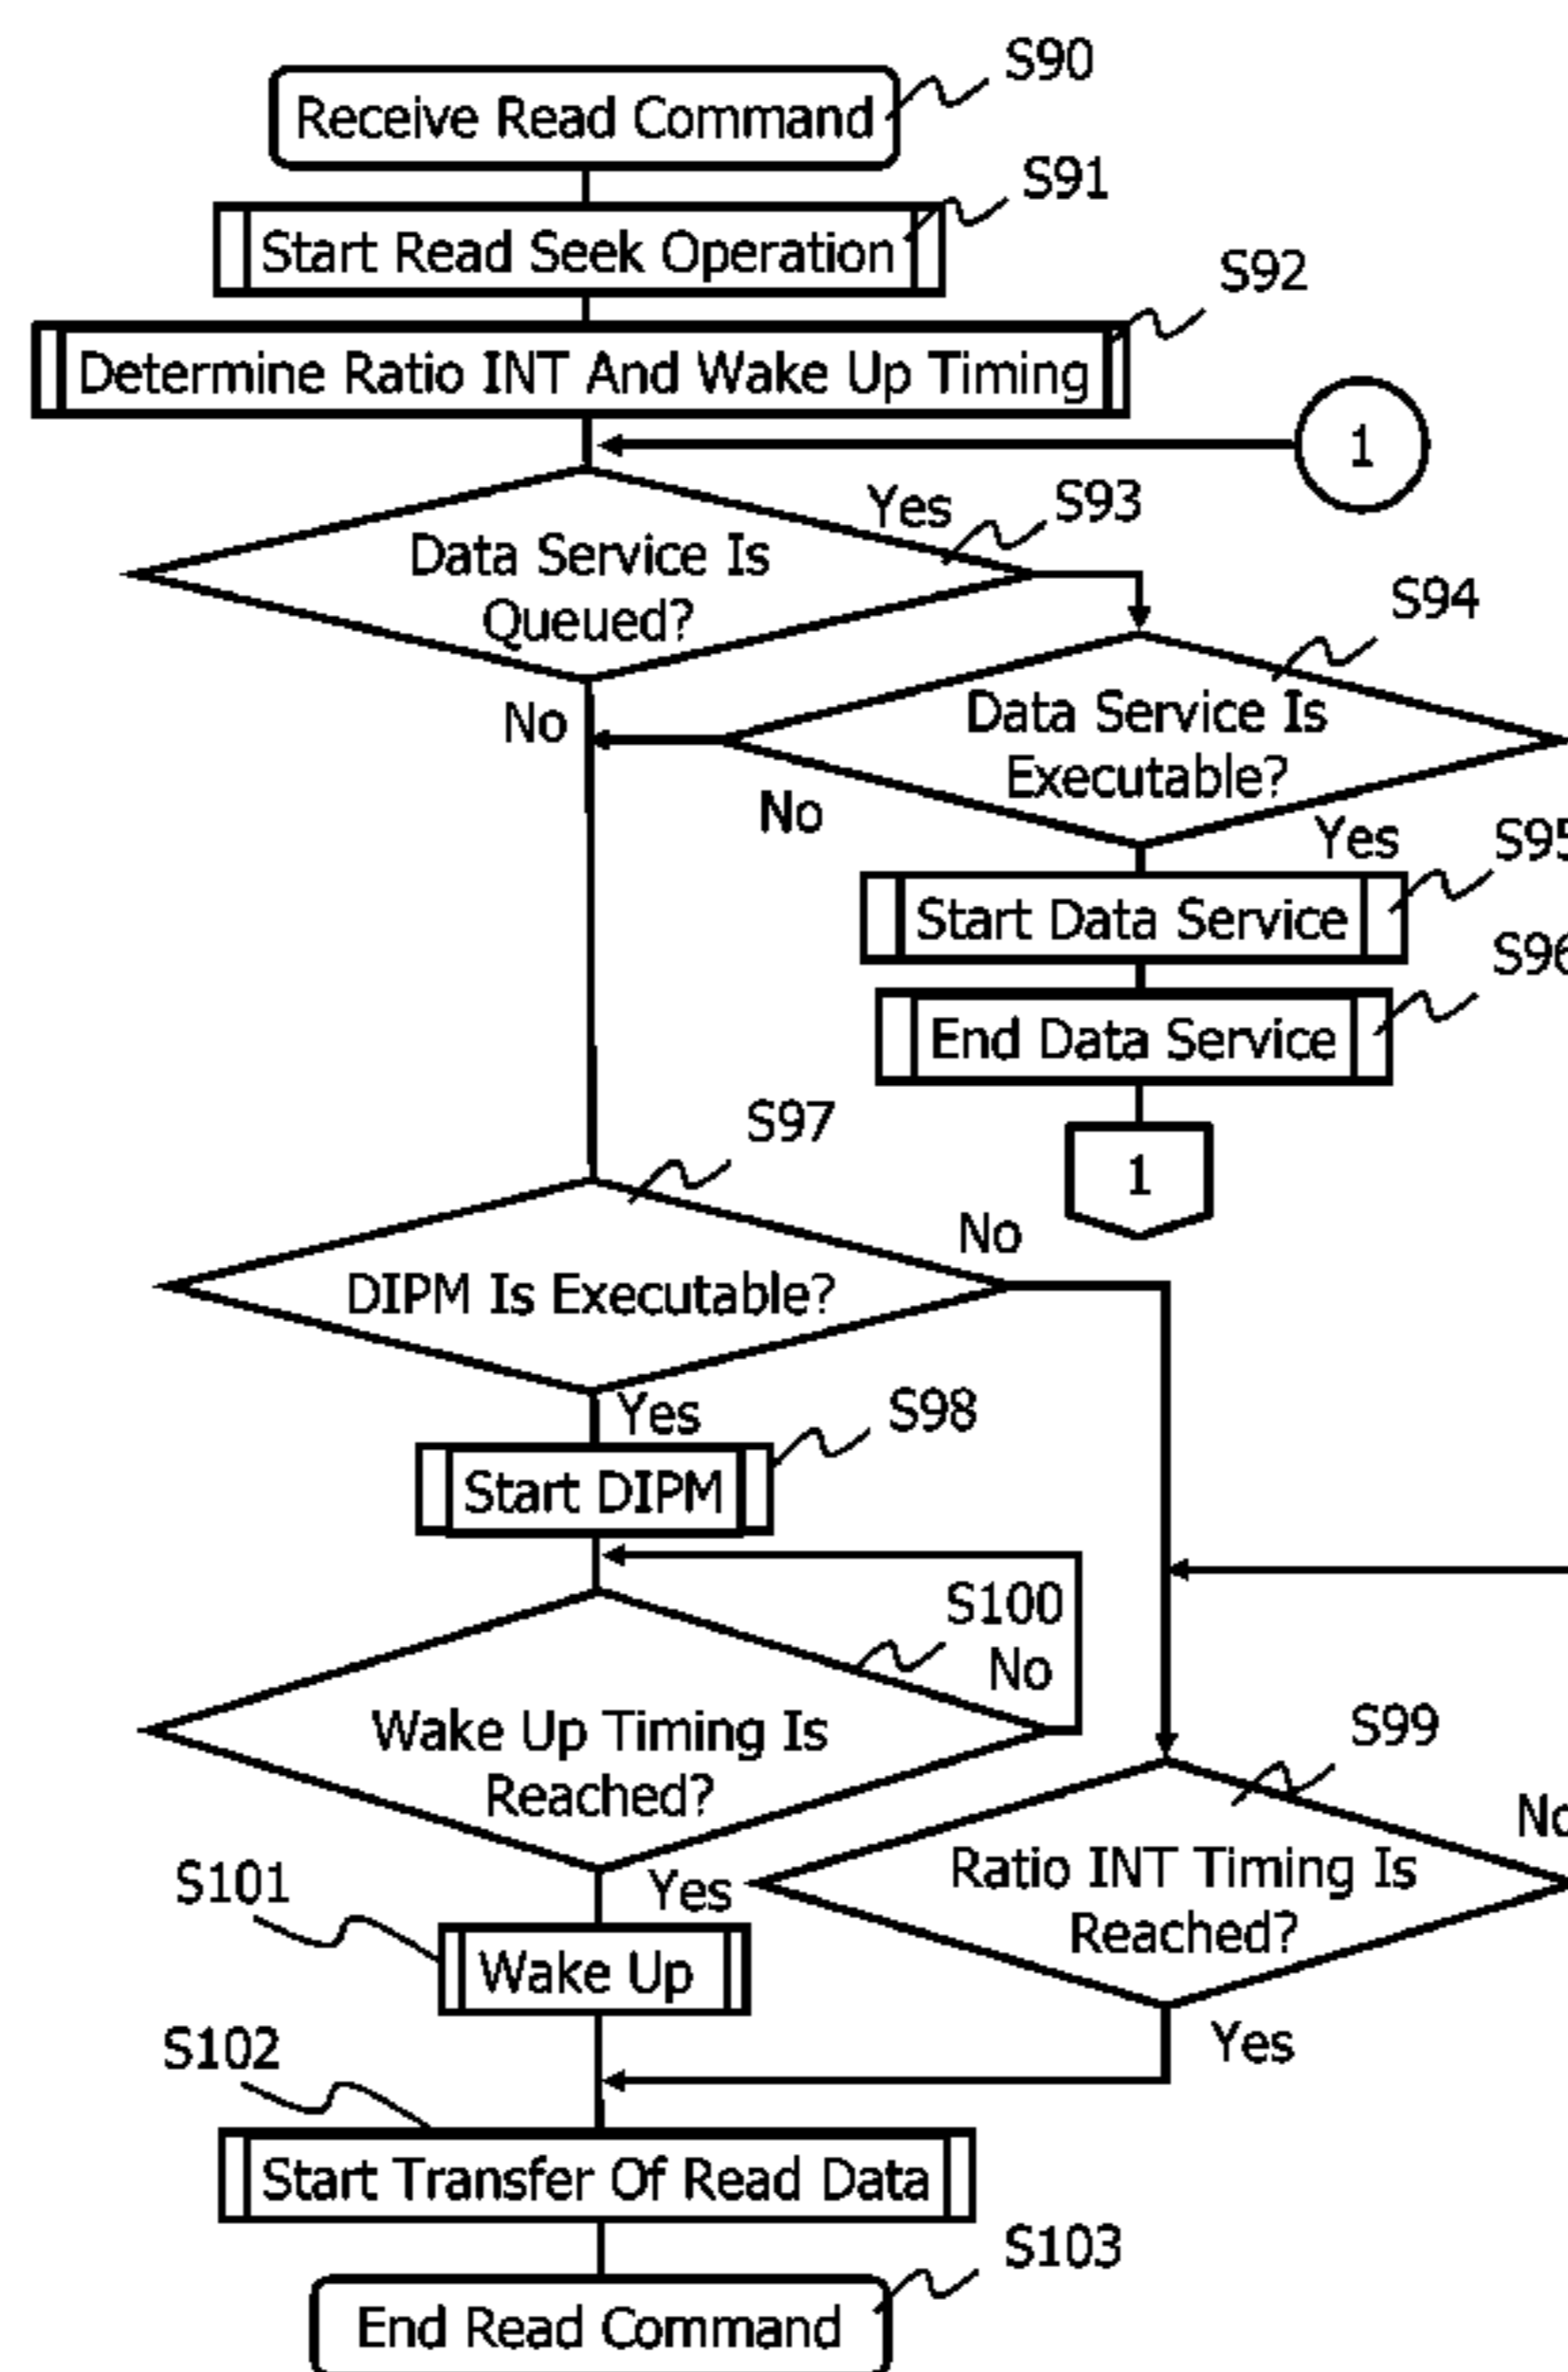 S90
Receive Read Command
S91
Start Read Seek Operation
S92
Determine Ratio INT And Wake Up Timing
1
Yes
S93
Data Service Is
Queued?
S94
No
Data Service Is
Executable?
No
Yes
S95
Start Data Service
S96
End Data Service
S97
1
No
DIPM Is Executable?
Yes
S98
Start DIPM
S100
No
Wake Up Timing Is
Reached?
S99
No
Ratio INT Timing Is
Reached?
S101
Yes
Wake Up
Yes
S102
Start Transfer Of Read Data
S103
End Read Command